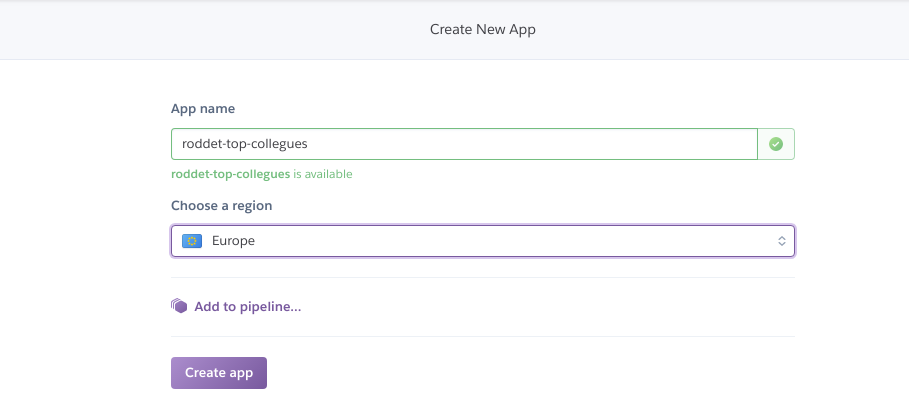 Create New App
App name
roddet-top-collegues
roddet-top-collegues is available
Choose a region
Europe
Add to pipeline...
Create app